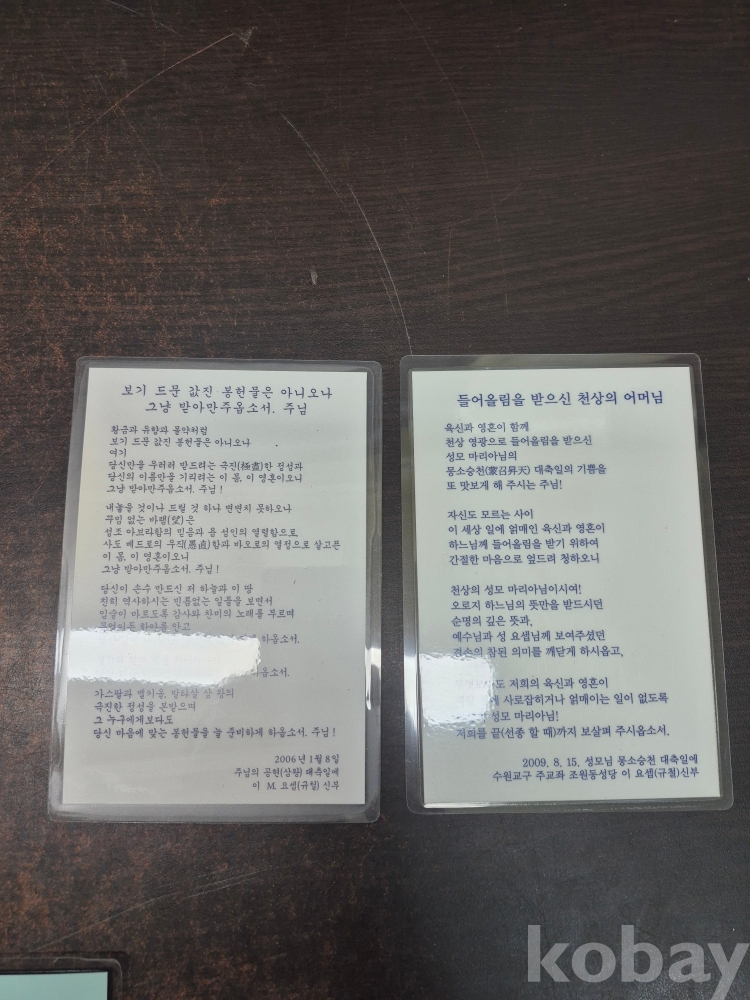 보기 드문 값진 봉헌물은 아니오나
그냥 받아만주옵소서. 주님
황금과 유향과 몰약처럼
보기 드문 값진 봉헌물은 아니오나
여기
당신만을 우러러 받드려는 극진(極盡)한 정성과
당신의 이름만을 기리려는 이 몸, 이 영혼이오니
그냥 받아만주옵소서. 주님!
내놓을 것이나 드릴 것 하나 변변치 못하오나
꾸밈 없는 바램(望)은
성조 아브라함의 믿음과 욥 성인의 열렬함으로
사도 베드로의 우직(愚直)함과 바오로의 열정으로 살고픈
이 몸, 이 영혼이오니
그냥 받아만주옵소서. 주님!
당신이 손수 만드신 저 하늘과 이 땅
친히 역사하시는 빈틈없는 일들을 보면서
입술이 아프도록 감사와 찬미의 노래를 부르며
하옵소서.
가스팔과 멜키올, 발타살 삼 왕의
극진한 정성을 본받으며
그 누구에게보다도
당신 마음에 맞는 봉헌물을 늘 준비하게 하옵소서. 주님!
2006년 1월 8일
주님의 공현(삼왕) 대축일에
이 M. 요셉(규철) 신부
들어올림을 받으신 천상의 어머님
육신과 영혼이 함께
천상 영광으로 들어올림을 받으신
성모 마리아님의
몽소승천(蒙召昇天) 대축일의 기쁨을
또 맛보게 해 주시는 주님!
자신도 모르는 사이
이 세상 일에 얽매인 육신과 영혼이
하느님께 들어올림을 받기 위하여
간절한 마음으로 엎드려 청하오니
천상의 성모 마리아님이시여!
오로지 하느님의 뜻만을 받드시던
순명의 깊은 뜻과,
예수님과 성 요셉님께 보여주셨던
겸손의 참된 의미를 깨닫게 하시옵고,
도 저희의 육신과 영혼이
사로잡히거나 얽매이는 일이 없도록
성모 마리아님!
저희를 끝(선종 할 때)까지 보살펴 주시옵소서.
2009. 8. 15. 성모님 몽소승천 대축일에
수원교구 주교좌 조원동성당 이 요셉(규철)신부
kobay